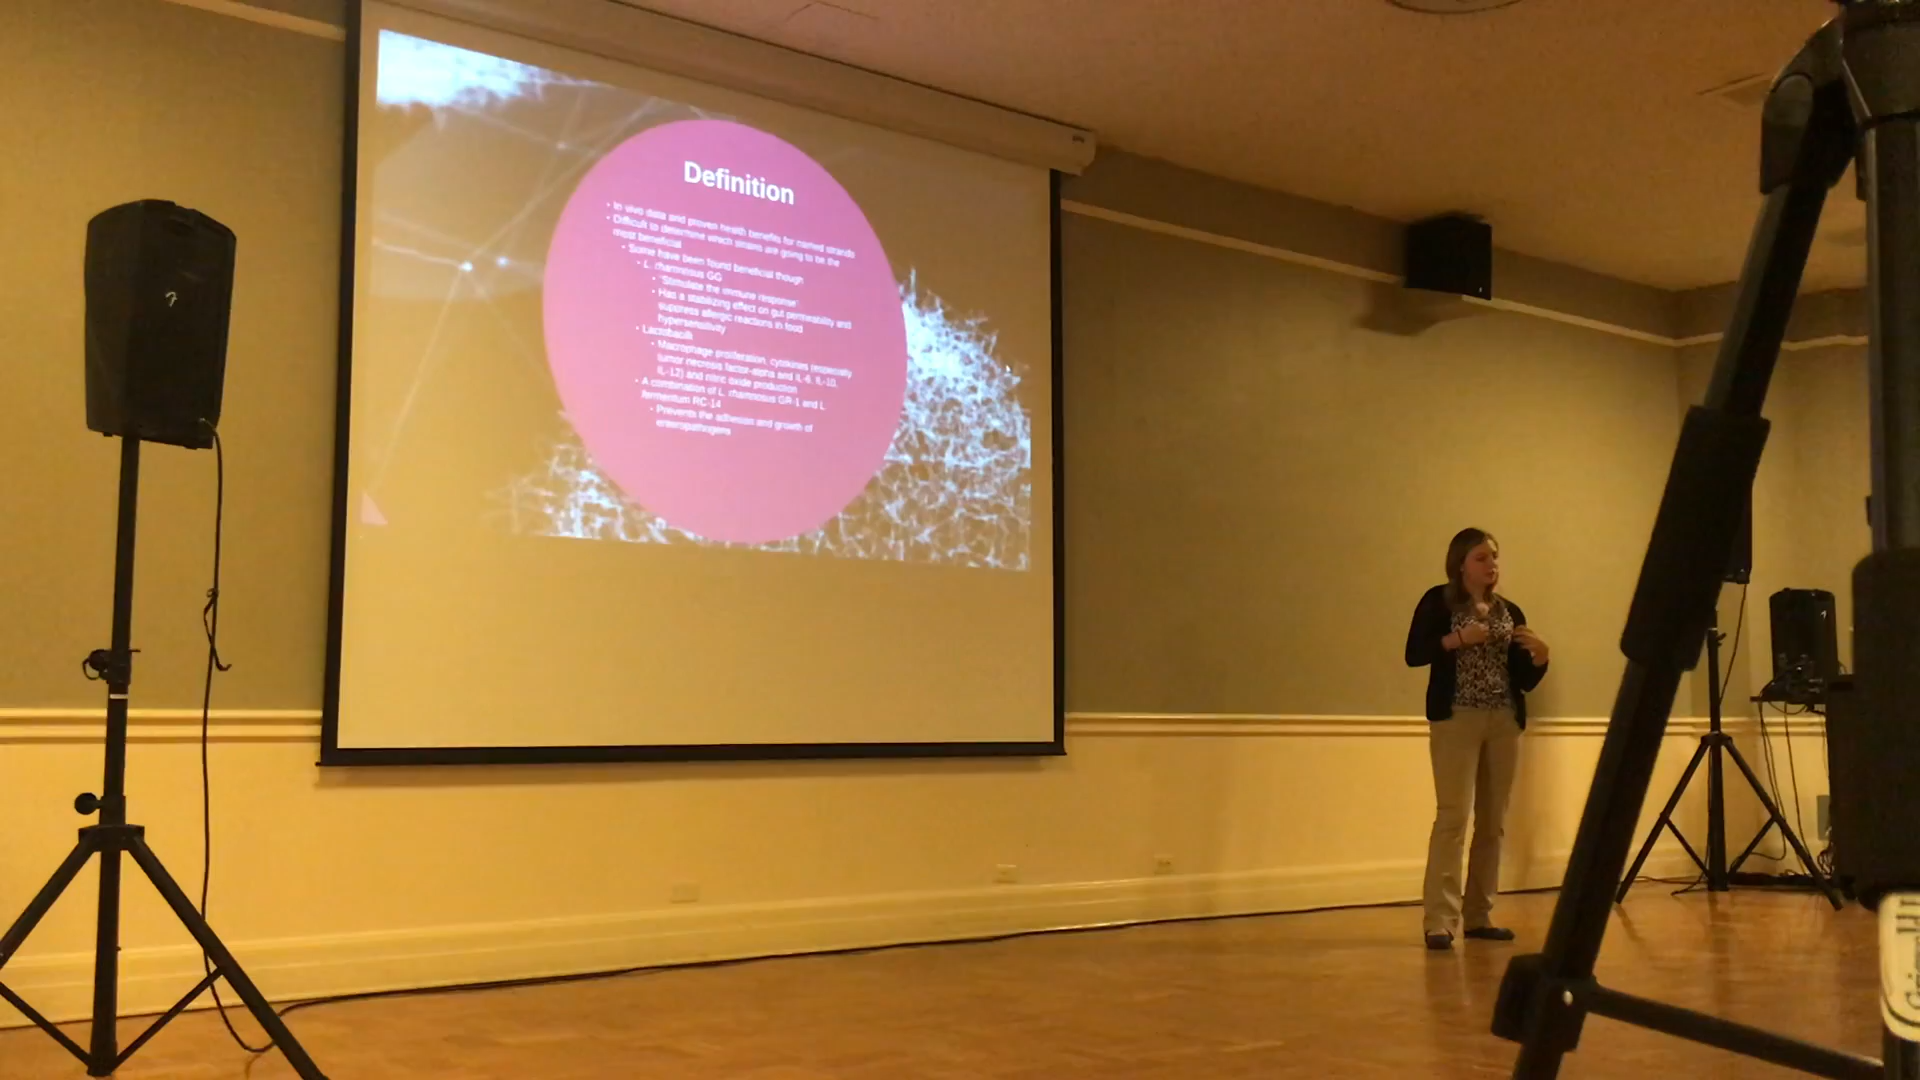 Definition
• In vivo data and proven health benefits for named strands
• Difficult to determine which strains are going to be the
most beneficial
• Some have been found beneficial though
• L. rhamnosus GG
• 'Stimulate the immune response'
• Has a stabilizing effect on gut permeability and
suppress allergic reactions in food
hypersensitivity
• Lactobacilli
• Macrophage proliferation, cytokines (especially
tumor necrosis factor-alpha and IL-6, IL-10,
IL-12) and nitric oxide production
• A combination of L. rhamnosus GR-1 and L.
fermentum RC-14
• Prevents the adhesion and growth of
enteropathogens